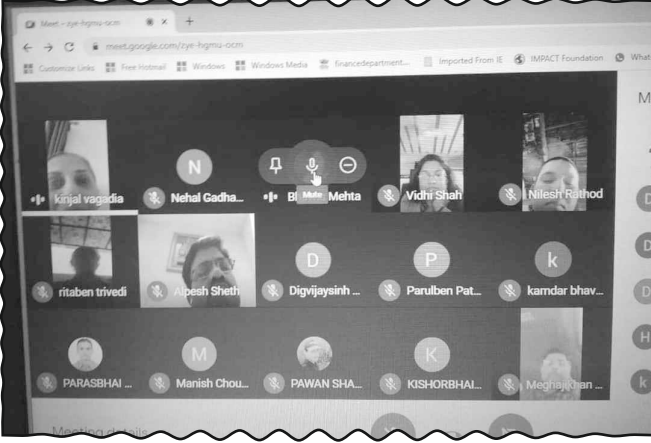 Meet – zye-hgmu-ocm
meet.google.com/zye-hgmu-ocm
Customize Links Free Hotmail Windows Windows Media financedepartment... Imported From IE IMPACT Foundation What
M
kinjal vagadia
N
Nehal Gadha...
Mute
Mehta
Vidhi Shah
Nilesh Rathod
ritaben trivedi
Alpesh Sheth
D
Digvijaysinh ...
P
Parulben Pat...
k
kamdar bhav...
PARASBHAI ...
M
Manish Chou...
PAWAN SHA...
K
KISHORBHAI...
Meghajikhan ...
D
D
D
H
k
Meeting details